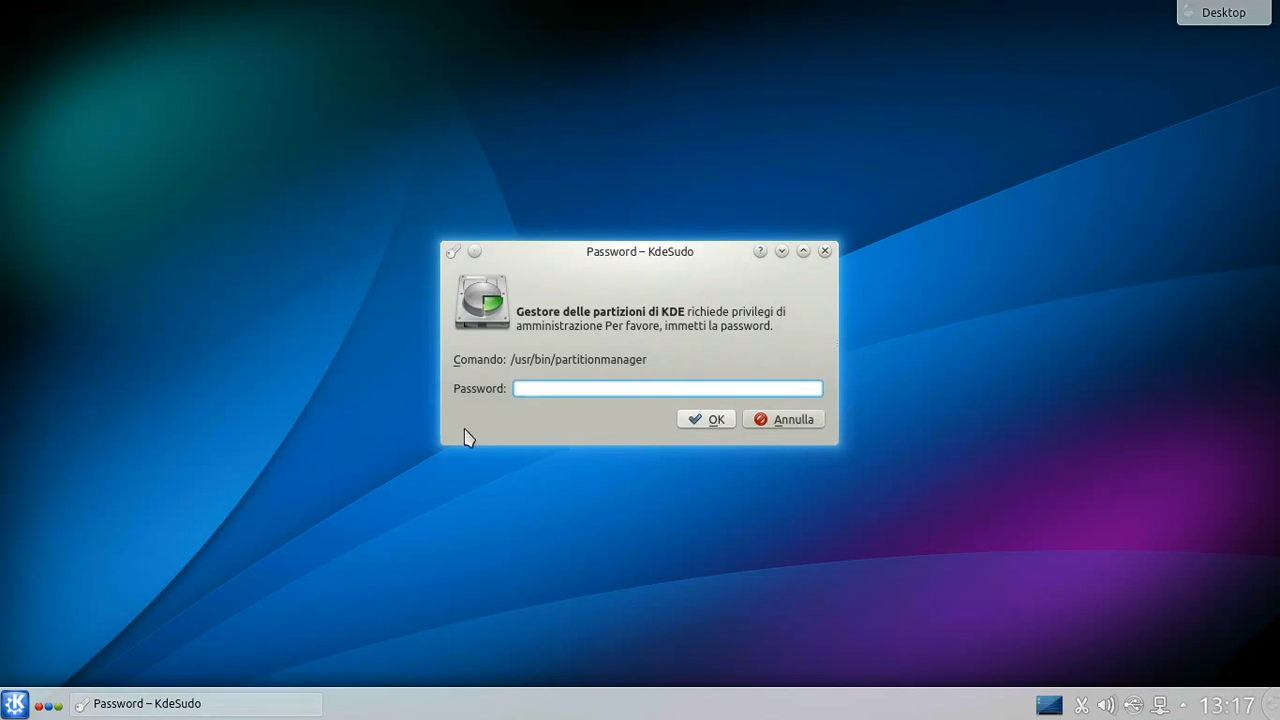 Desktop
Password – KdeSudo
Gestore delle partizioni di KDE richiede privilegi di
amministrazione Per favore, immetti la password.
Comando: /usr/bin/partitionmanager
Password:
OK Annulla
Password – KdeSudo
13:17